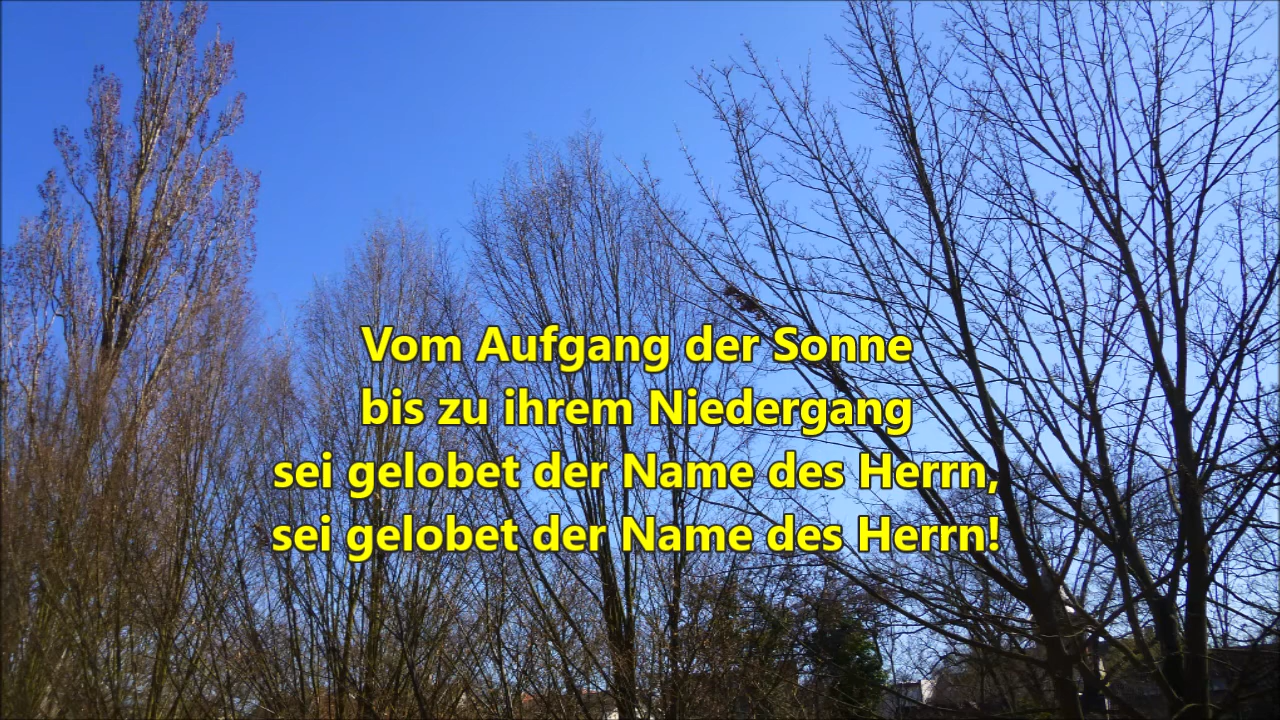 Vom Aufgang der Sonne
bis zu ihrem Niedergang
sei gelobet der Name des Herrn,
sei gelobet der Name des Herrn!